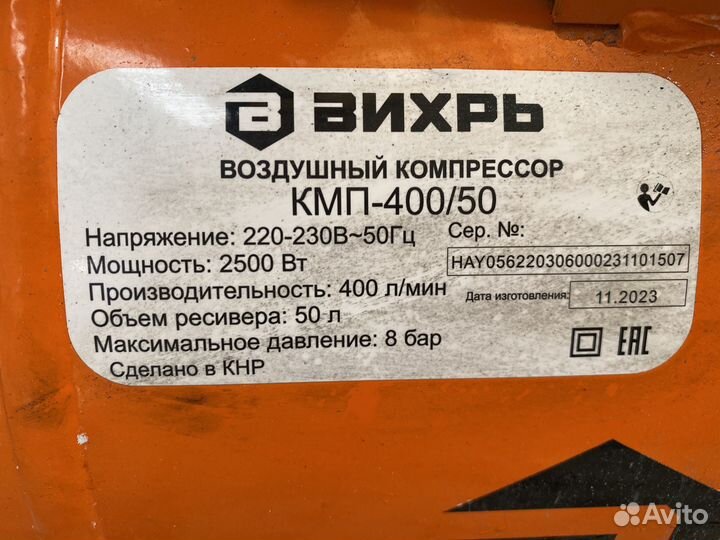 ВИХРЬ
ВОЗДУШНЫЙ КОМПРЕССОР
КМП-400/50
Напряжение: 220-230В~50Гц
Мощность: 2500 Вт
Производительность: 400 л/мин
Объем ресивера: 50 л
Максимальное давление: 8 бар
Сделано в КНР
Сер. №:
HAY056220306000231101507
Дата изготовления:
11.2023
ЕАС
Avito